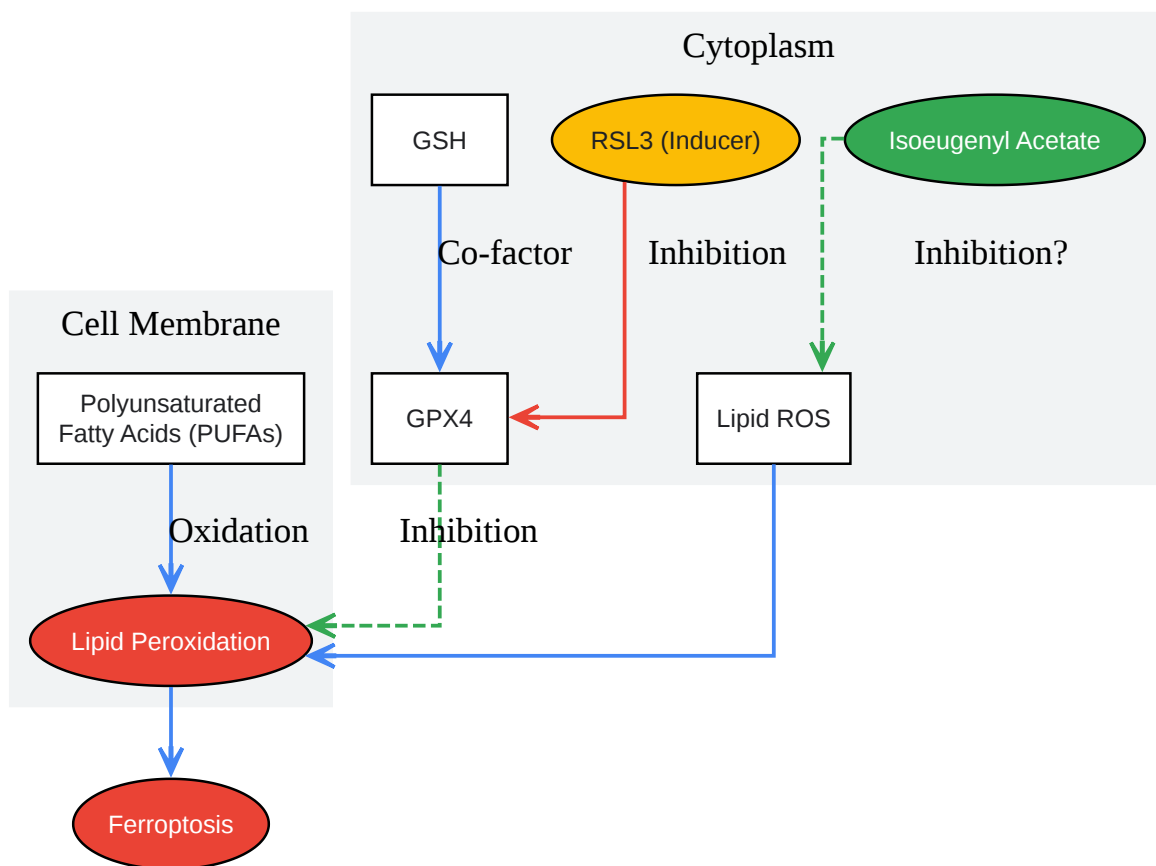 Cytoplasm
GSH
RSL3 (Inducer)
Isoeugenyl Acetate
Co-factor
Inhibition
Inhibition?
Cell Membrane
Polyunsaturated
Fatty Acids (PUFAs)
GPX4
Lipid ROS
Oxidation
Inhibition
Lipid Peroxidation
Ferroptosis